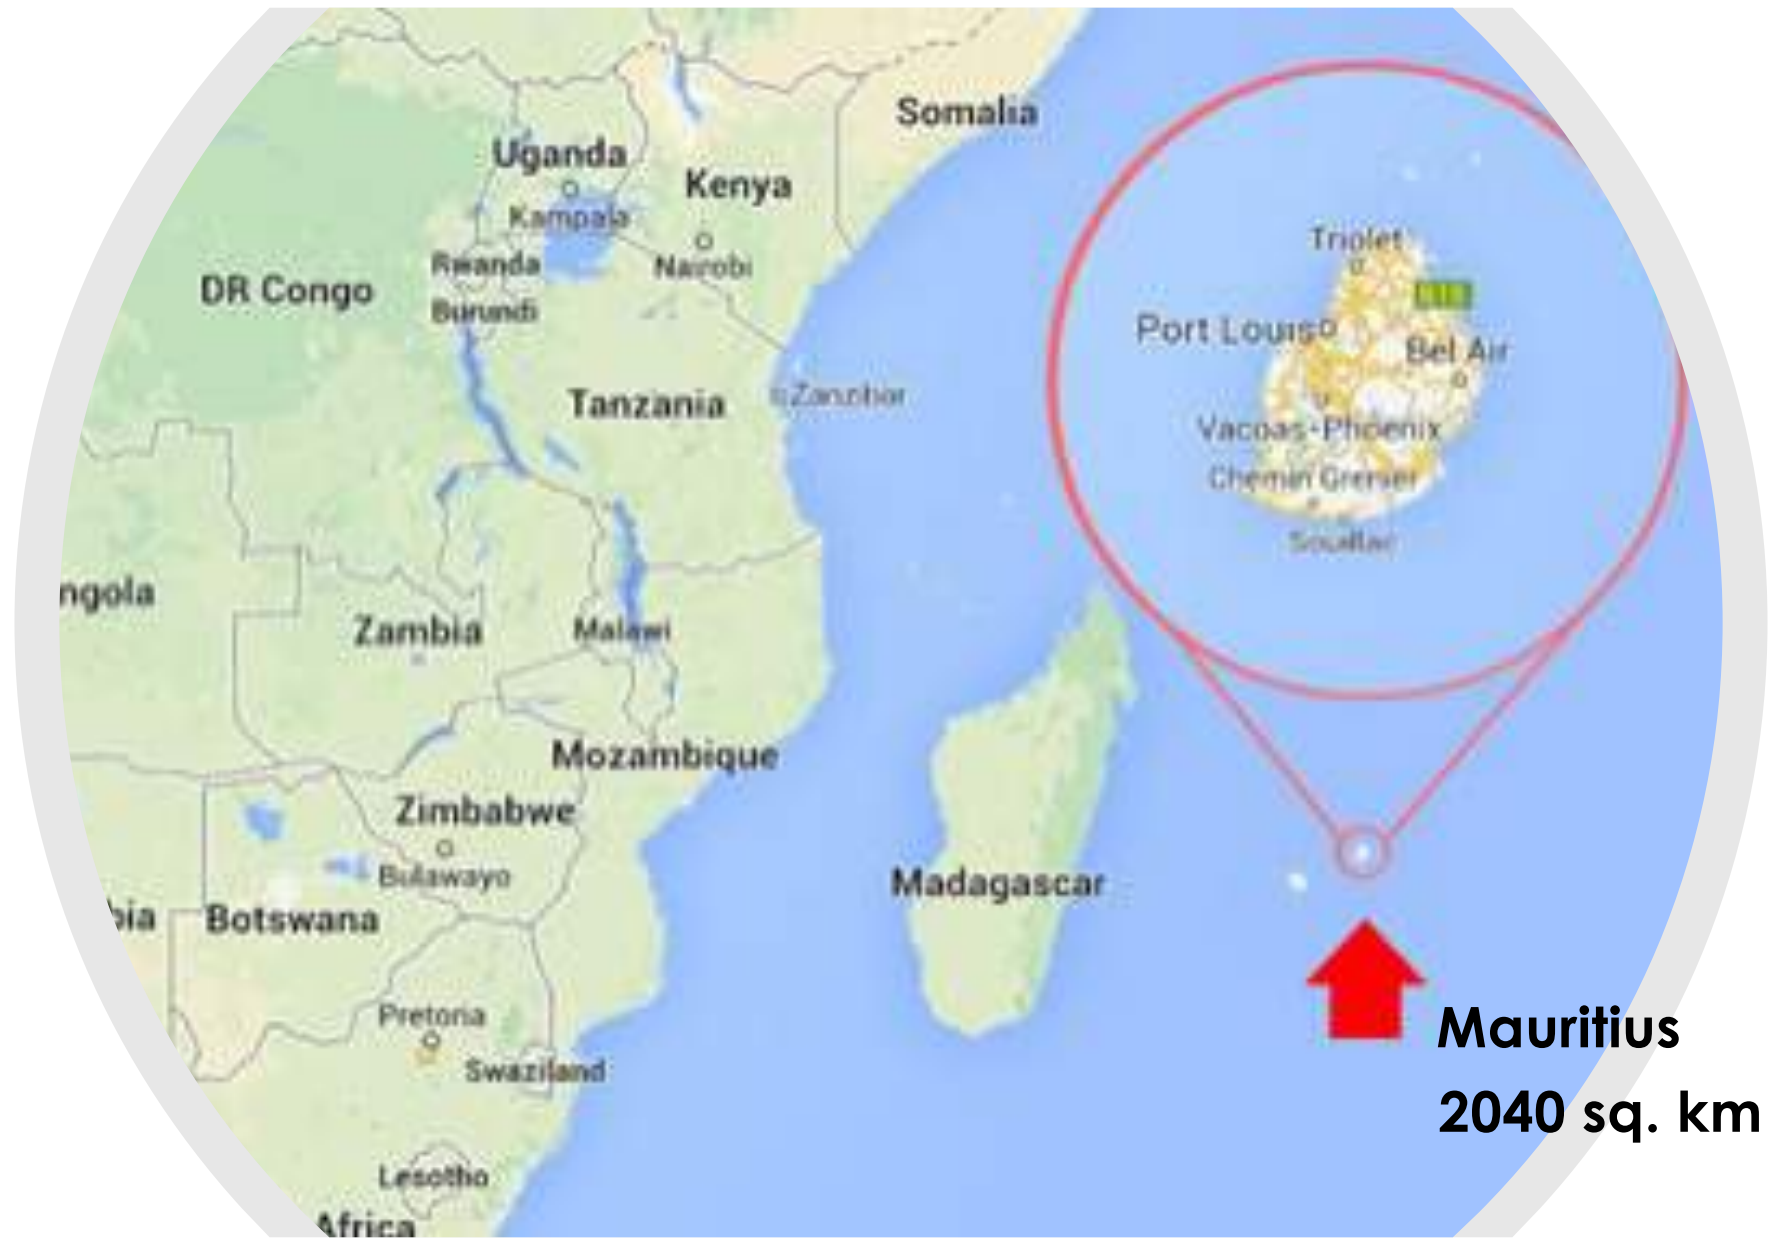 Somalia
Uganda
Kenya
Kampala
Rwanda
Nairobi
DR Congo
Burundi
Tanzania
Zanzibar
Triolet
Port Louis
Bel Air
Vacoas-Phoenix
Chemin Grenier
Souillac
ngola
Zambia
Malawi
Mozambique
Zimbabwe
Bulawayo
Madagascar
bia
Botswana
Pretoria
Swaziland
Mauritius
2040 sq. km
Lesotho
Africa